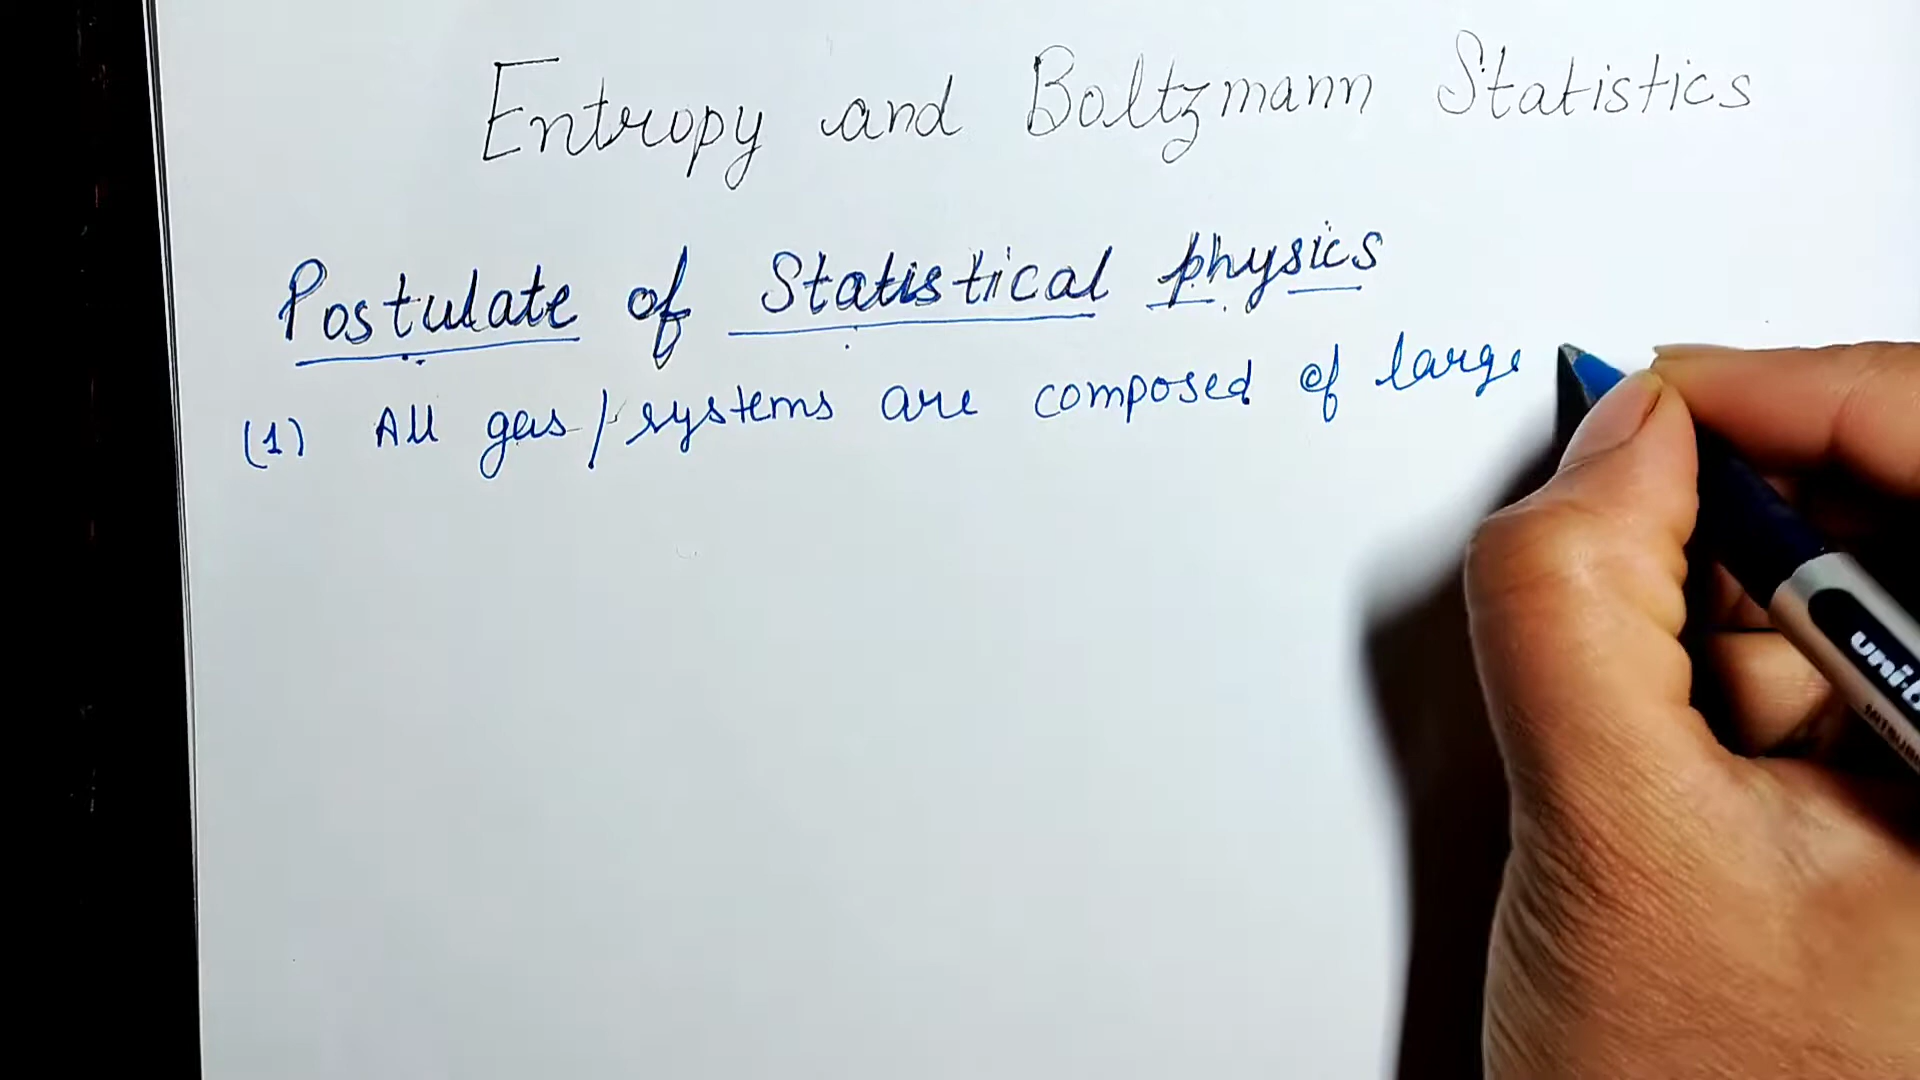 Entropy and Boltzmann Statistics
Postulate of Statistical physics
(1) All gas/systems are composed of large